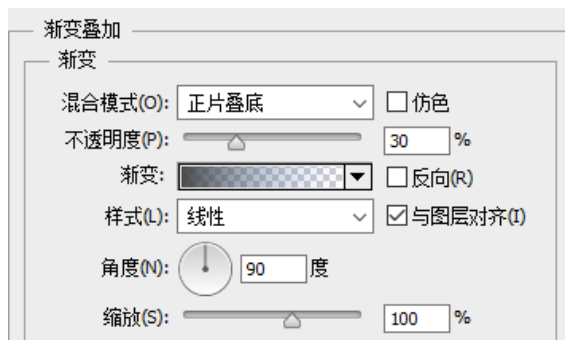 渐变叠加
渐变
混合模式(O): 正片叠底 仿色
不透明度(P): 30 %
渐变: 反向(R)
样式(L): 线性 与图层对齐(I)
角度(N): 90 度
缩放(S): 100 %